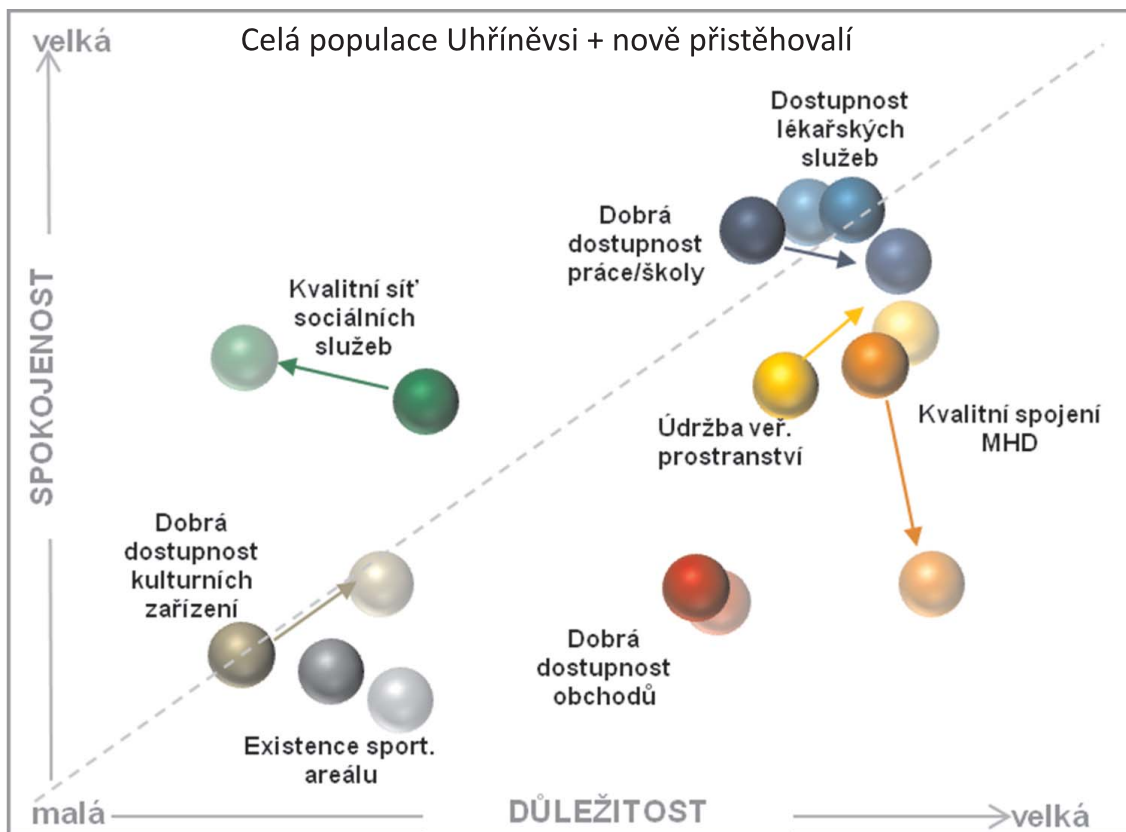 velká
Celá populace Uhříněvsi + nově přistěhovalí
Dostupnost
lékařských
služeb
Dobrá
dostupnost
práce/školy
Kvalitní síť
sociálních
služeb
SPOKOJENOST
Údržba veř.
prostranství
Kvalitní spojení
MHD
Dobrá
dostupnost
kulturních
zařízení
Dobrá
dostupnost
obchodů
Existence sport.
areálu
malá
DŮLEŽITOST
velká